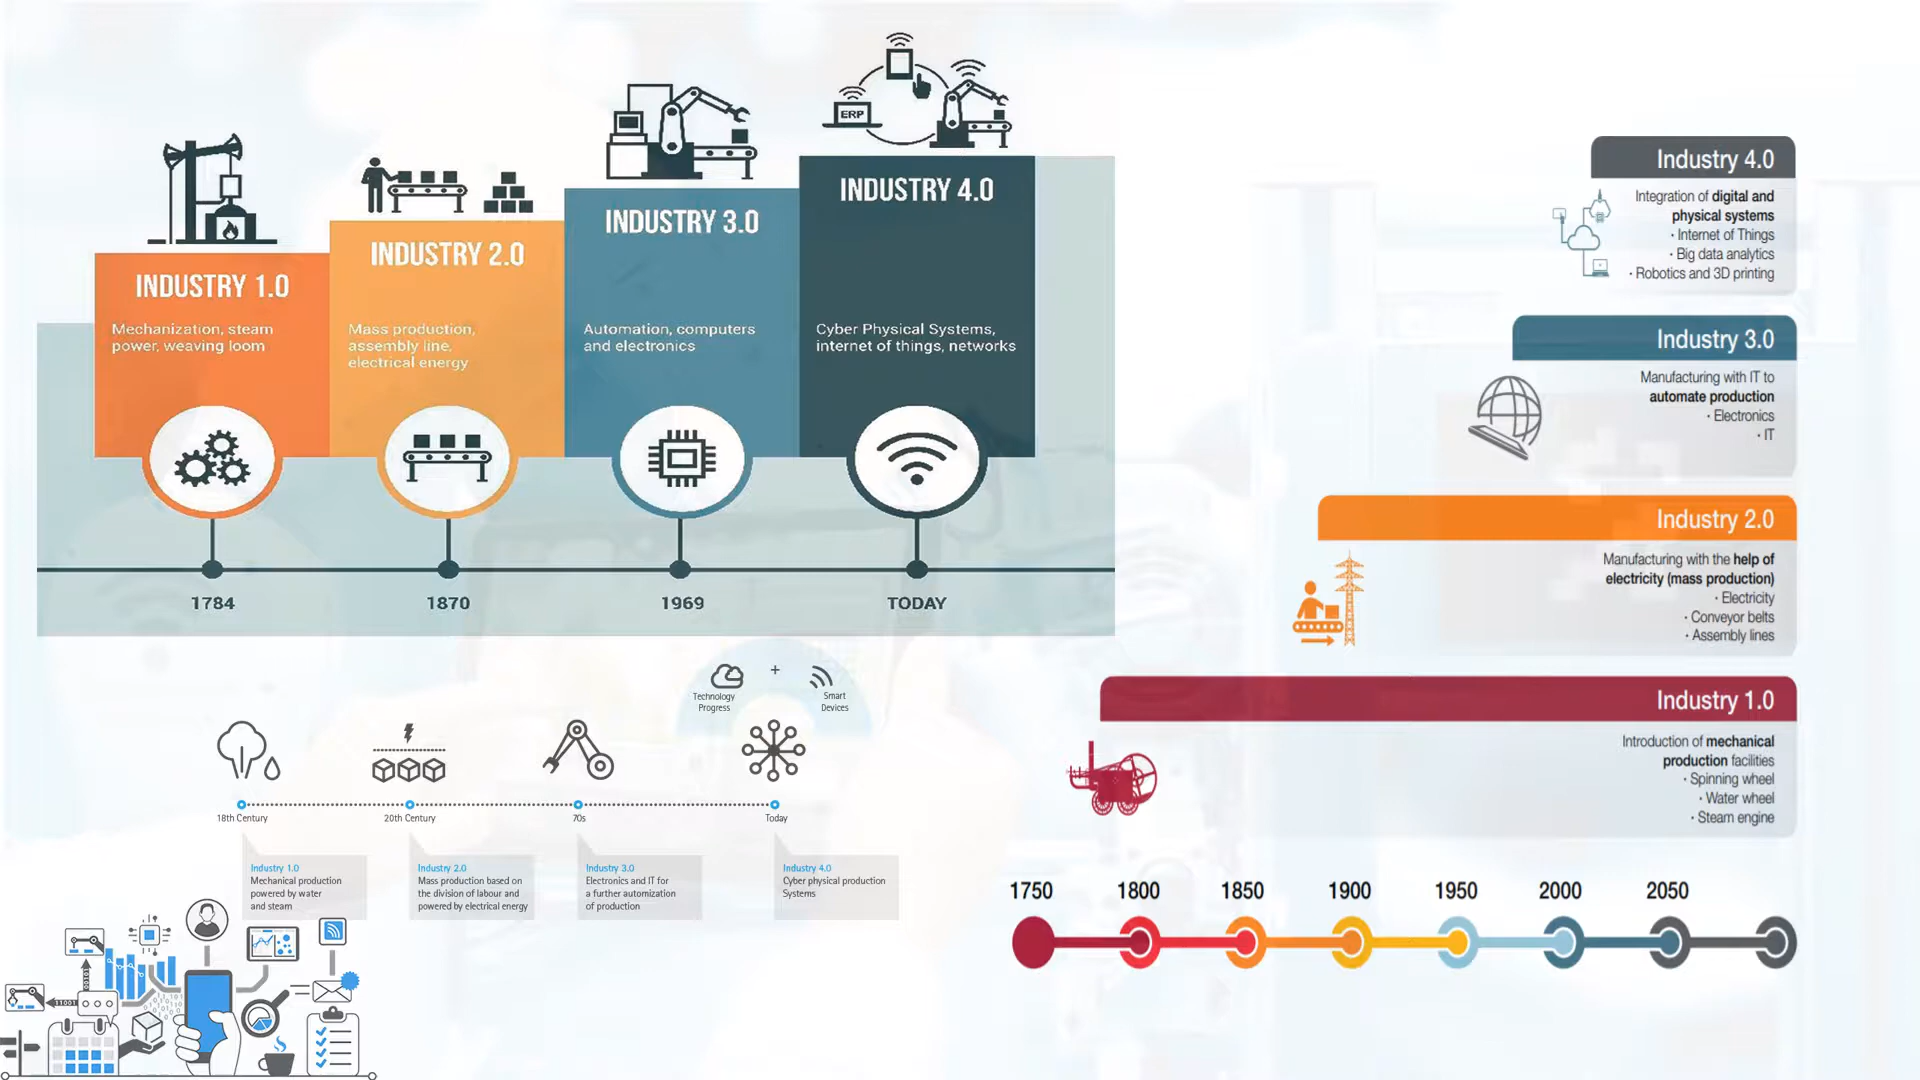 ERP
INDUSTRY 1.0
Mechanization, steam
power, weaving loom
INDUSTRY 2.0
Mass production,
assembly line,
electrical energy
INDUSTRY 3.0
Automation, computers
and electronics
INDUSTRY 4.0
Cyber Physical Systems,
internet of things, networks
1784
1870
1969
TODAY
Technology
Progress
+
Smart
Devices
18th Century
20th Century
70s
Today
Industry 1.0
Mechanical production
powered by water
and steam
Industry 2.0
Mass production based on
the division of labour and
powered by electrical energy
Industry 3.0
Electronics and IT for
a further automization
of production
Industry 4.0
Cyber physical production
Systems
Industry 4.0
Integration of digital and
physical systems
· Internet of Things
· Big data analytics
· Robotics and 3D printing
Industry 3.0
Manufacturing with IT to
automate production
· Electronics
· IT
Industry 2.0
Manufacturing with the help of
electricity (mass production)
· Electricity
· Conveyor belts
· Assembly lines
Industry 1.0
Introduction of mechanical
production facilities
· Spinning wheel
· Water wheel
· Steam engine
1750
1800
1850
1900
1950
2000
2050